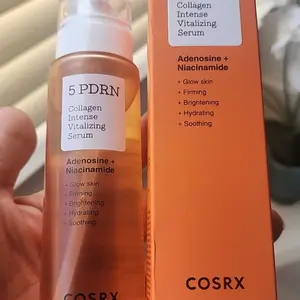 5 PDRN
Collagen
Intense
Vitalizing
Serum
Adenosine +
Niacinamide
+ Glow skin
+ Firming
+ Brightening
+ Hydrating
+ Soothing
COSRX
Collagen
Intense
Vitalizing
Serum
Adenosine +
Niacinamide
+ Glow skin
+ Firming
+ Brightening
+ Hydrating
+ Soothing
COSRX